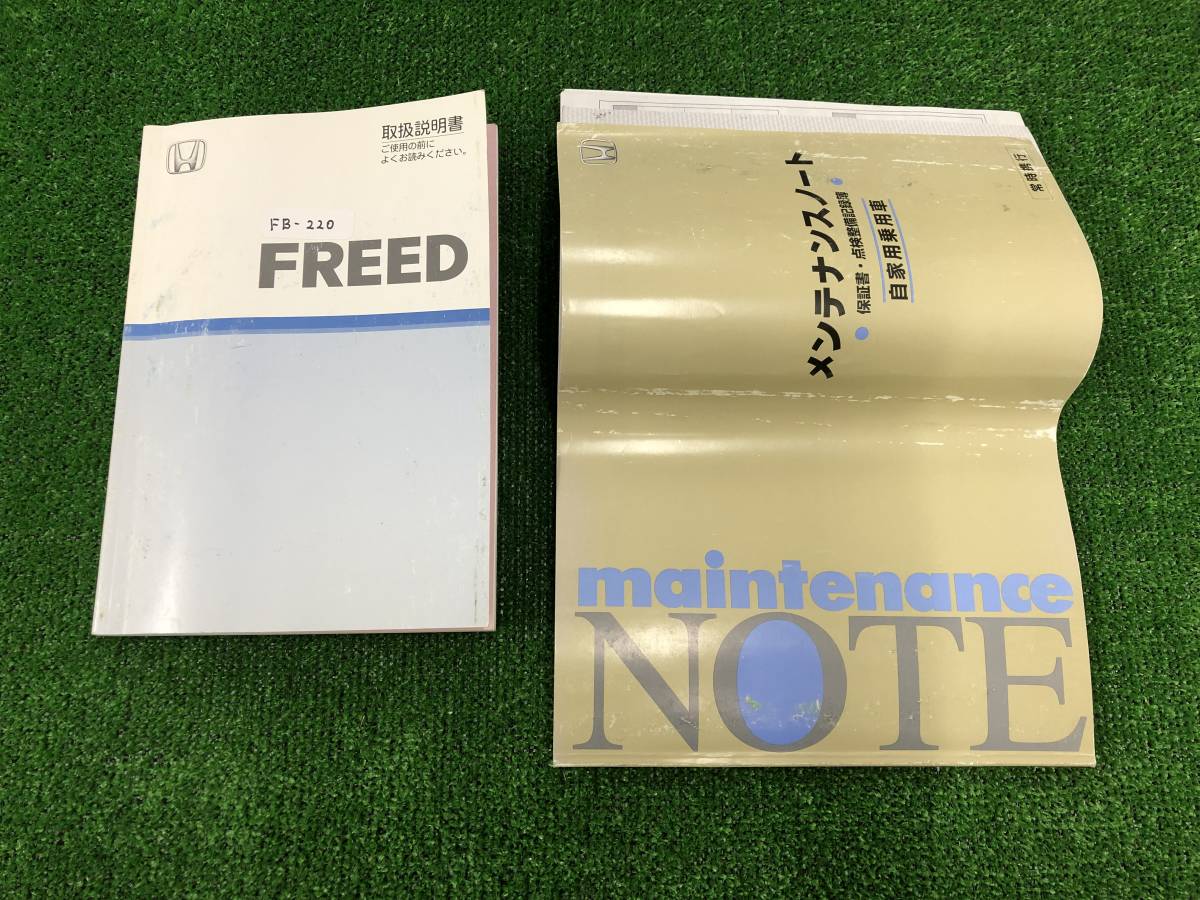 取扱説明書
ご使用の前に
よくお読みください。
FB-220
FREED
常時携行
メンテナンスノート
保証書・点検整備記録簿
自家用乗用車
maintenance
NOTE